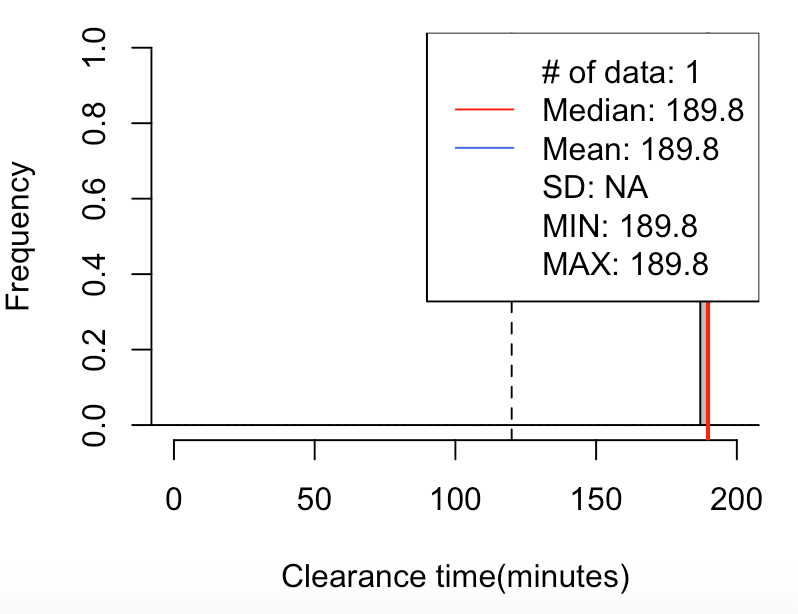 # of data: 1
Median: 189.8
Mean: 189.8
SD: NA
MIN: 189.8
MAX: 189.8
Frequency
1.0
0.8
0.6
0.4
0.2
0.0
0 50 100 150 200
Clearance time(minutes)